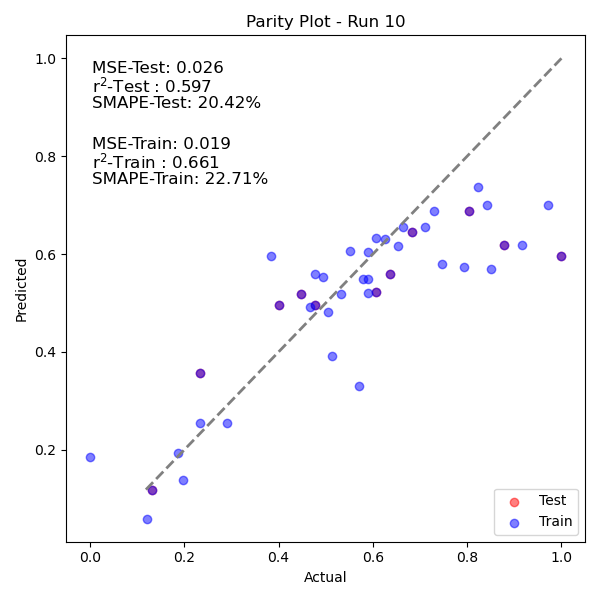 Parity Plot - Run 10
MSE-Test: 0.026
r²-Test : 0.597
SMAPE-Test: 20.42%
MSE-Train: 0.019
r²-Train : 0.661
SMAPE-Train: 22.71%
1.0
0.8
0.6
0.4
0.2
Predicted
Test
Train
0.0 0.2 0.4 0.6 0.8 1.0
Actual